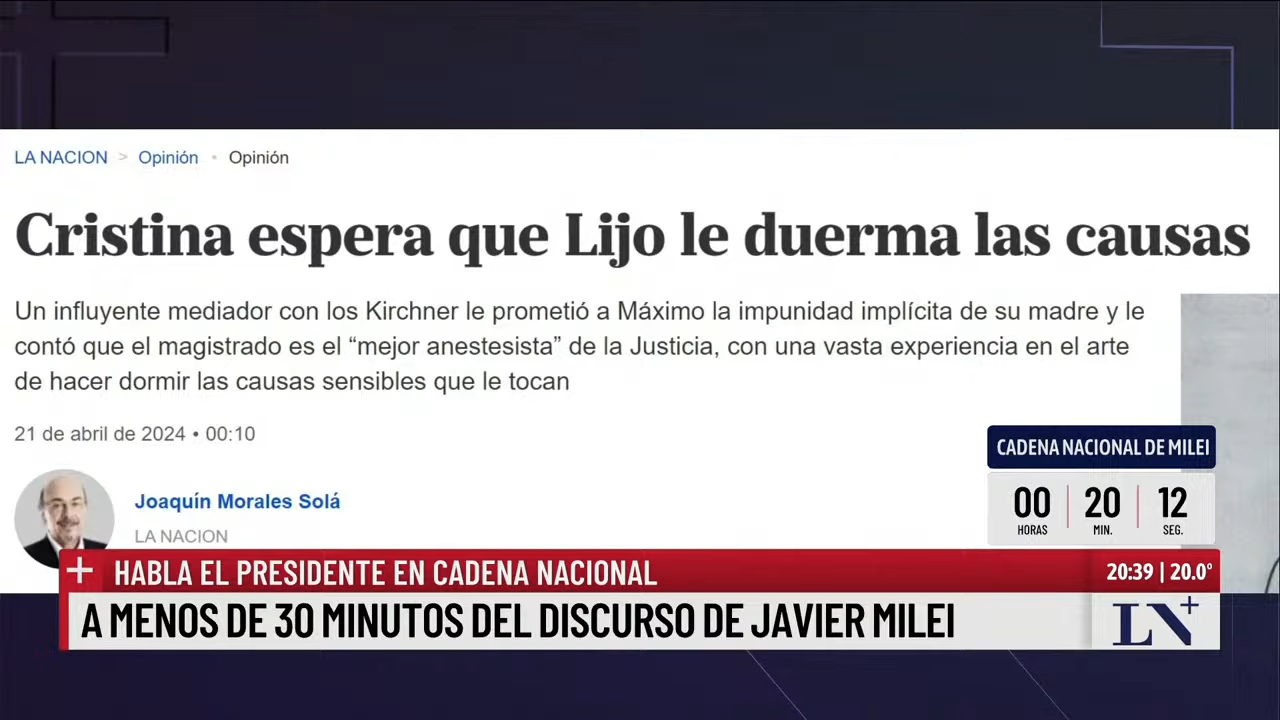 LA NACION > Opinión • Opinión
Cristina espera que Lijo le duerma las causas
Un influyente mediador con los Kirchner le prometió a Máximo la impunidad implícita de su madre y le
contó que el magistrado es el “mejor anestesista” de la Justicia, con una vasta experiencia en el arte
de hacer dormir las causas sensibles que le tocan
21 de abril de 2024 • 00:10
Joaquín Morales Solá
LA NACION
CADENA NACIONAL DE MILEI
00 20 12
HORAS MIN. SEG.
+ HABLA EL PRESIDENTE EN CADENA NACIONAL
20:39 | 20.0°
A MENOS DE 30 MINUTOS DEL DISCURSO DE JAVIER MILEI
LN+